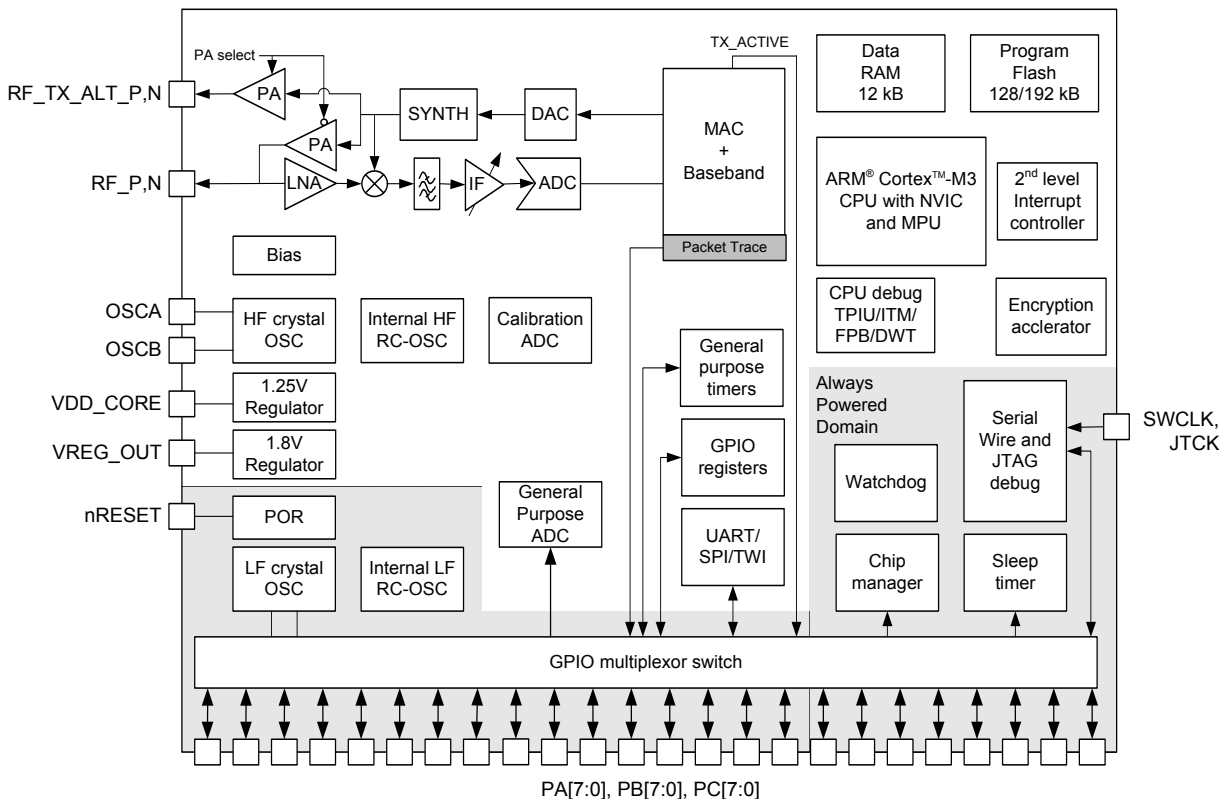 TX_ACTIVE
PA select
RF_TX_ALT_P,N
PA
SYNTH
DAC
MAC
+
Baseband
Data
RAM
12 kB
Program
Flash
128/192 kB
PA
RF_P,N
LNA
IF
ADC
Packet Trace
ARM® Cortex™-M3
CPU with NVIC
and MPU
2nd level
Interrupt
controller
Bias
OSCA
OSCB
HF crystal
OSC
Internal HF
RC-OSC
Calibration
ADC
General
purpose
timers
CPU debug
TPIU/ITM/
FPB/DWT
Encryption
acclerator
VDD_CORE
1.25V
Regulator
VREG_OUT
1.8V
Regulator
GPIO
registers
Always
Powered
Domain
Serial
Wire and
JTAG
debug
SWCLK,
JTCK
Watchdog
nRESET
POR
General
Purpose
ADC
UART/
SPI/TWI
LF crystal
OSC
Internal LF
RC-OSC
Chip
manager
Sleep
timer
GPIO multiplexor switch
PA[7:0], PB[7:0], PC[7:0]